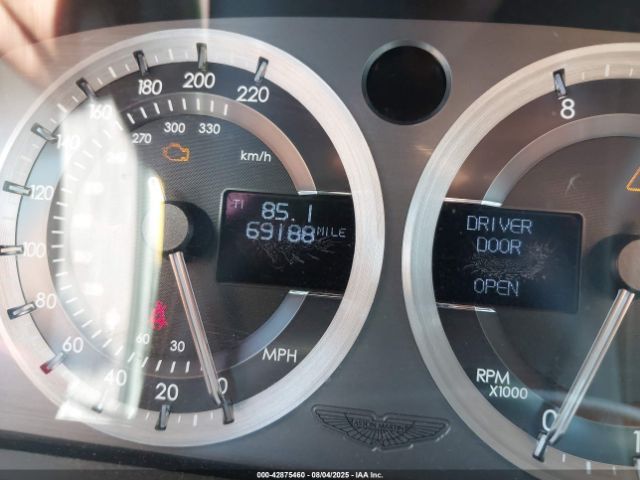 220
200
180
160
140
120
100
80
60
40
20
0
270
300
330
km/h
60
30
MPH
T1
85.1
69188 MILE
8
DRIVER
DOOR
OPEN
RPM
X1000
0
1
ASTON MARTIN
000-42875460 - 08/04/2025 - IAA Inc.